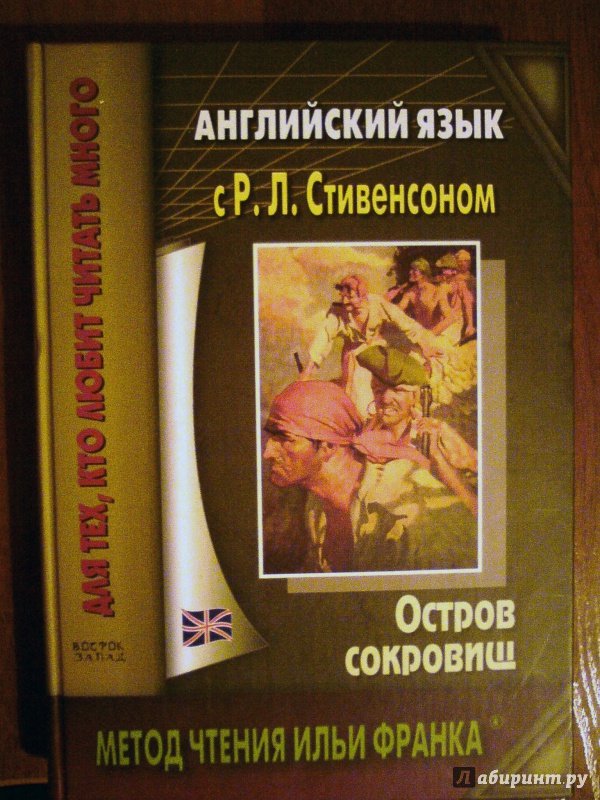 АНГЛИЙСКИЙ ЯЗЫК
с Р. Л. Стивенсоном
ДЛЯ ТЕХ, КТО ЛЮБИТ ЧИТАТЬ МНОГО
Остров
сокровищ
ВОСТОК
ЗАПАД
МЕТОД ЧТЕНИЯ ИЛЬИ ФРАНКА
Лабиринт.ру